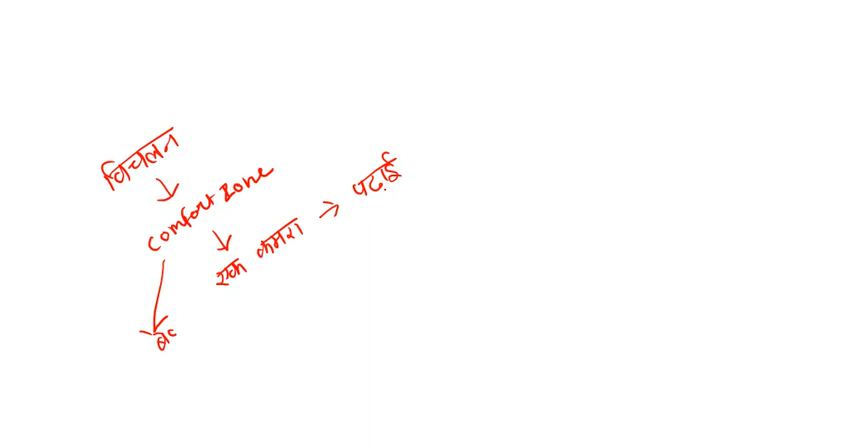 विचलन
comfort zone
एक कमरा → पढ़ाई